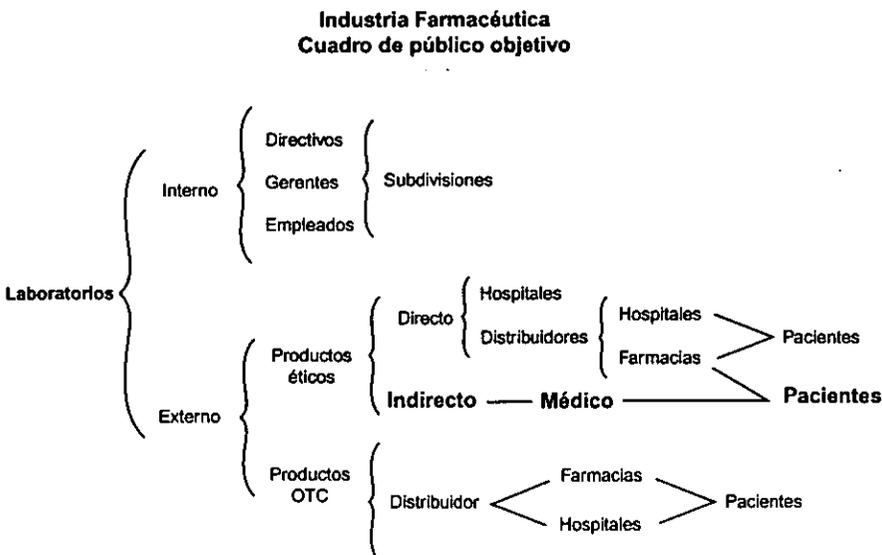 Industria Farmacéutica
Cuadro de público objetivo
Laboratorios
Interno
Directivos
Gerentes
Empleados
Subdivisiones
Externo
Productos
éticos
Directo
Hospitales
Distribuidores
Hospitales
Farmacias
Pacientes
Indirecto
Médico
Pacientes
Productos
OTC
Distribuidor
Farmacias
Hospitales
Pacientes